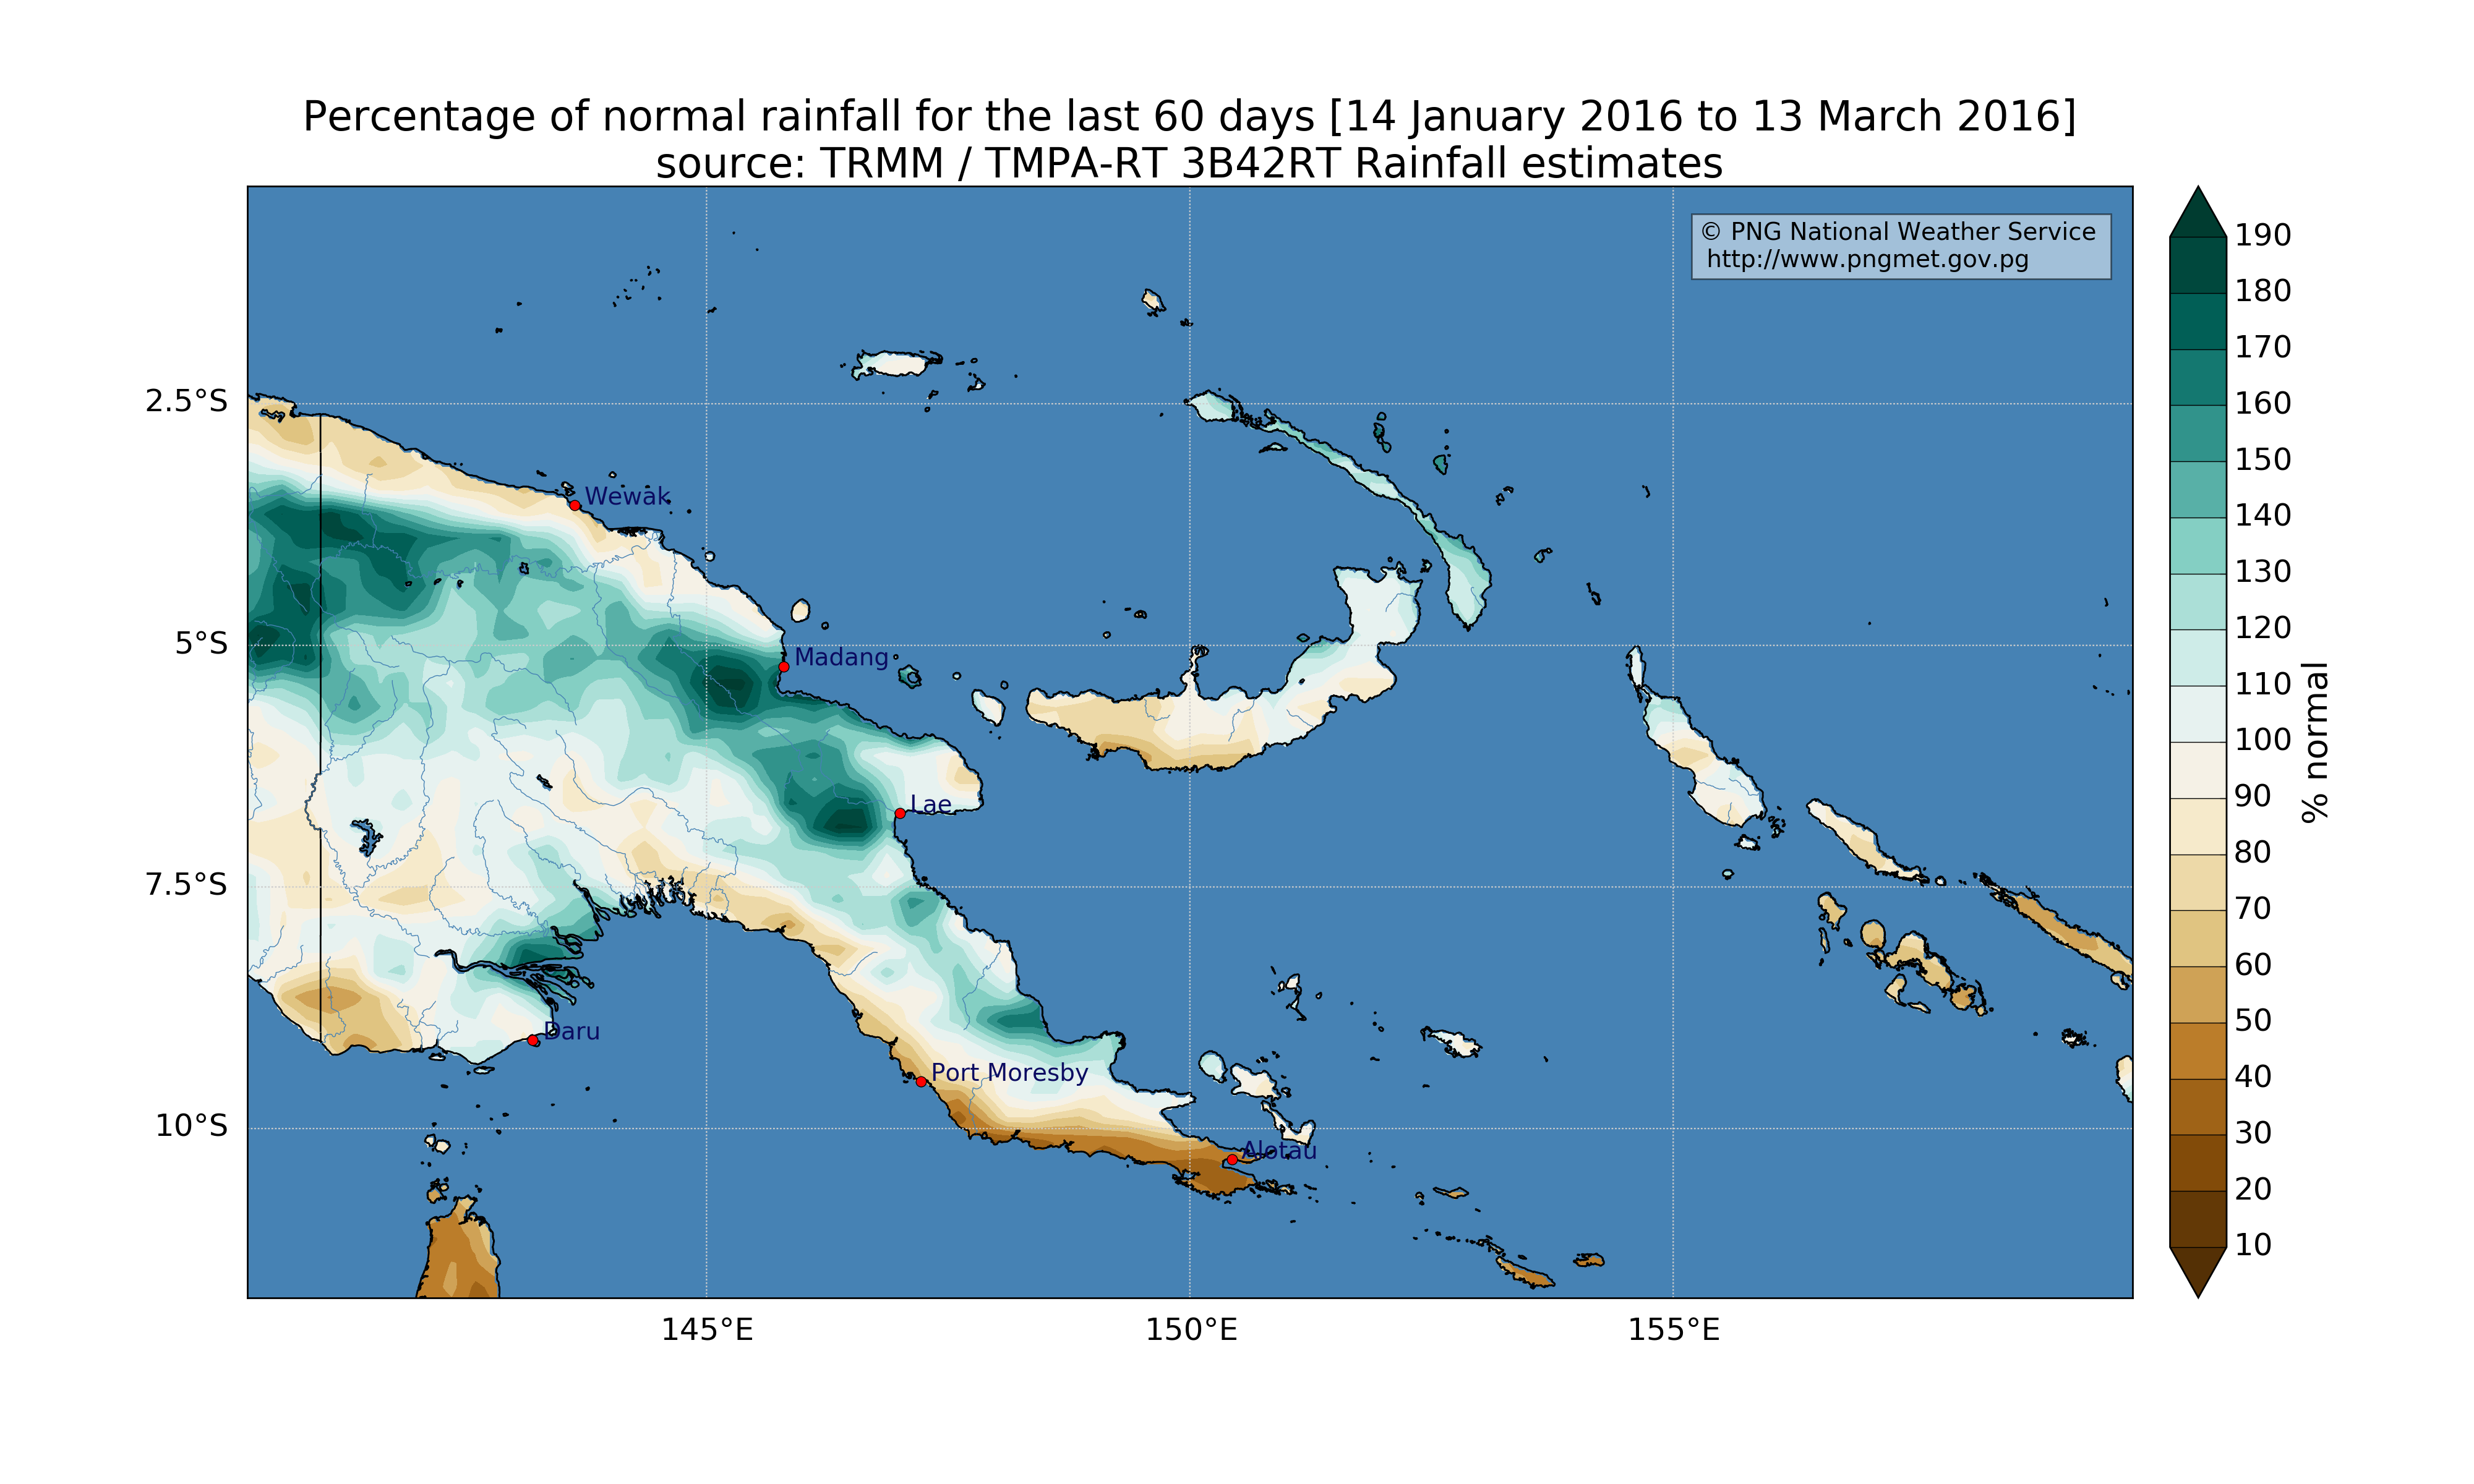 Percentage of normal rainfall for the last 60 days [14 January 2016 to 13 March 2016]
source: TRMM / TMPA-RT 3B42RT Rainfall estimates
© PNG National Weather Service
http://www.pngmet.gov.pg
2.5°S
5°S
7.5°S
10°S
Wewak
Madang
Lae
Daru
Port Moresby
Alotau
145°E
150°E
155°E
190
180
170
160
150
140
130
120
110
100
90
80
70
60
50
40
30
20
10
% normal